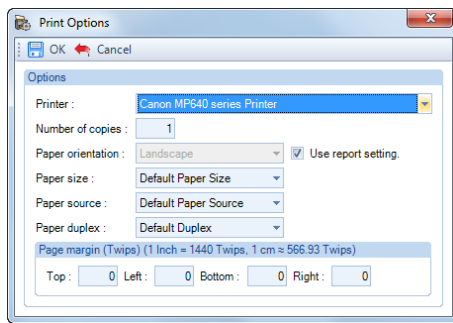 Print Options
OK Cancel
Options
Printer : Canon MP640 series Printer
Number of copies : 1
Paper orientation : Landscape Use report setting.
Paper size : Default Paper Size
Paper source : Default Paper Source
Paper duplex : Default Duplex
Page margin (Twips) (1 Inch = 1440 Twips, 1 cm ≈ 566.93 Twips)
Top : 0 Left : 0 Bottom : 0 Right : 0